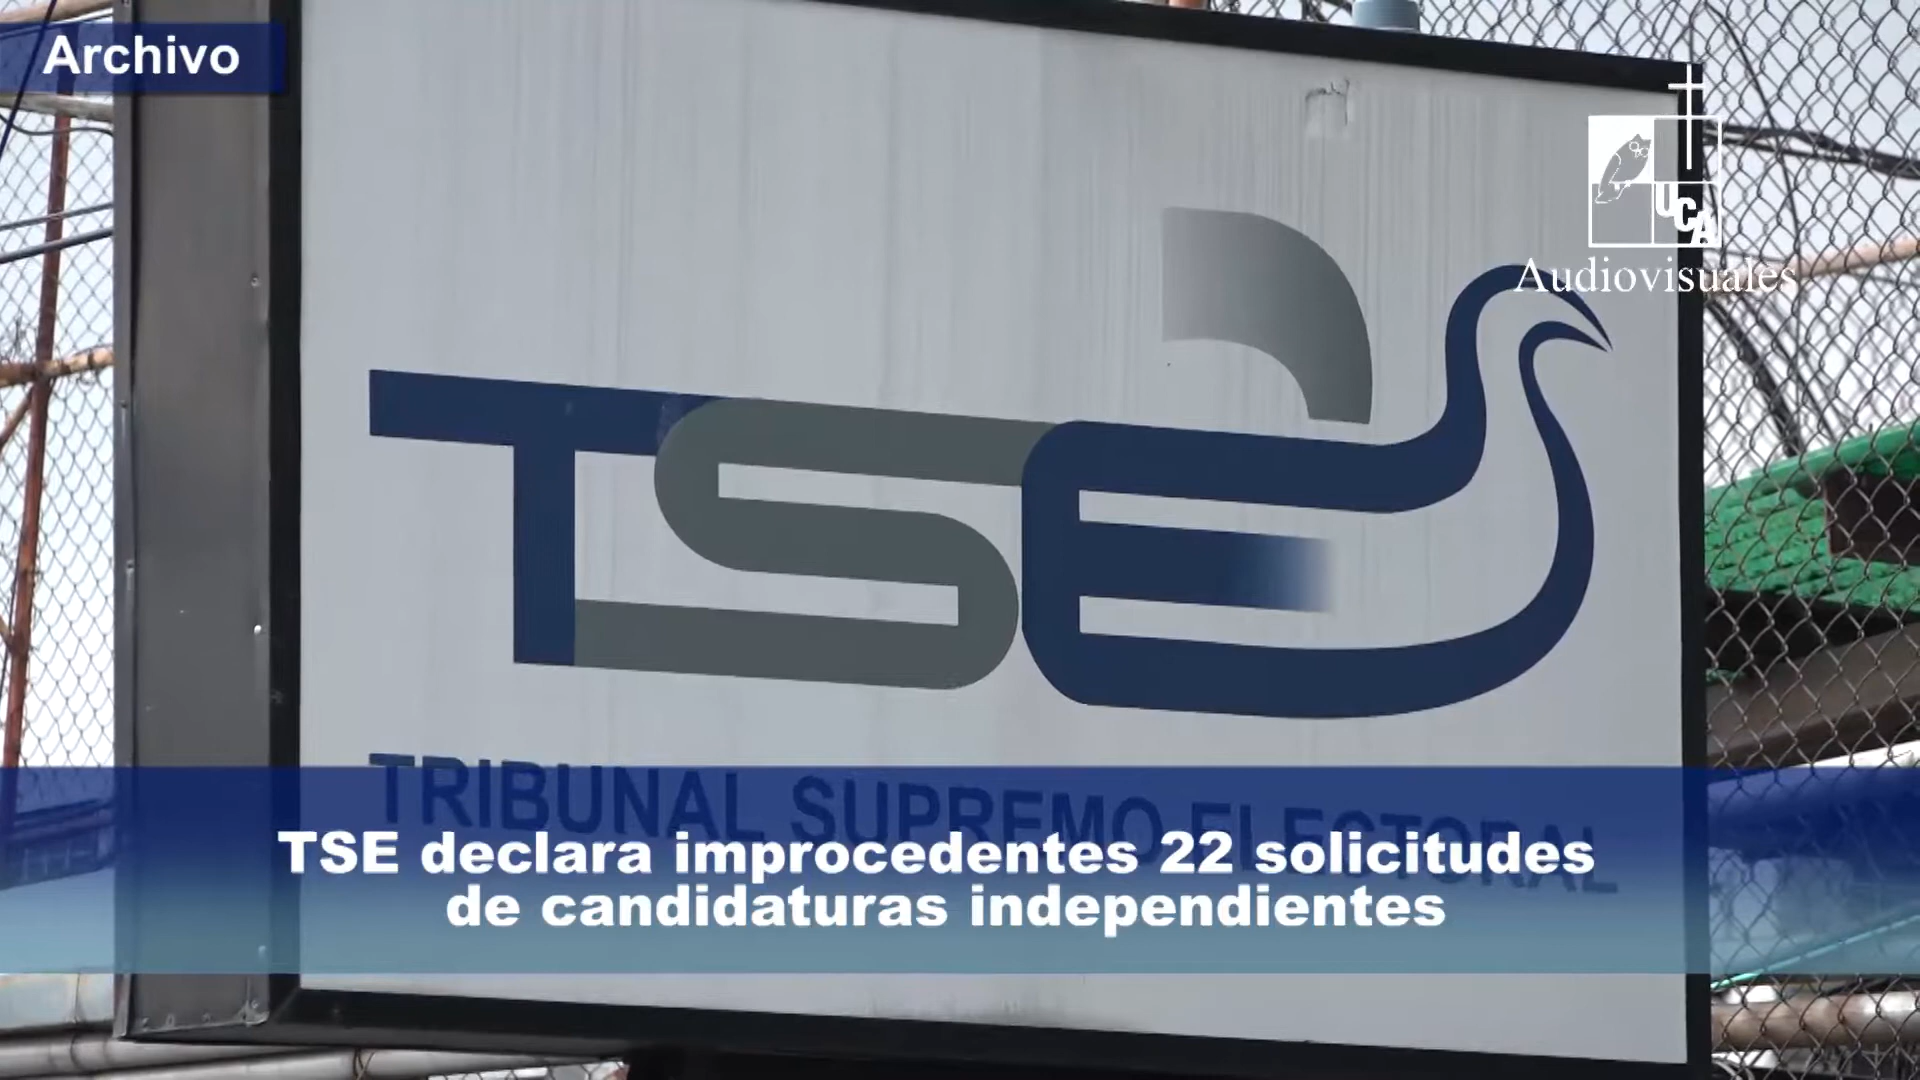 Archivo
UCA
Audiovisuales
TSE
TRIBUNAL SUPREMO ELECTORAL
TSE declara improcedentes 22 solicitudes
de candidaturas independientes